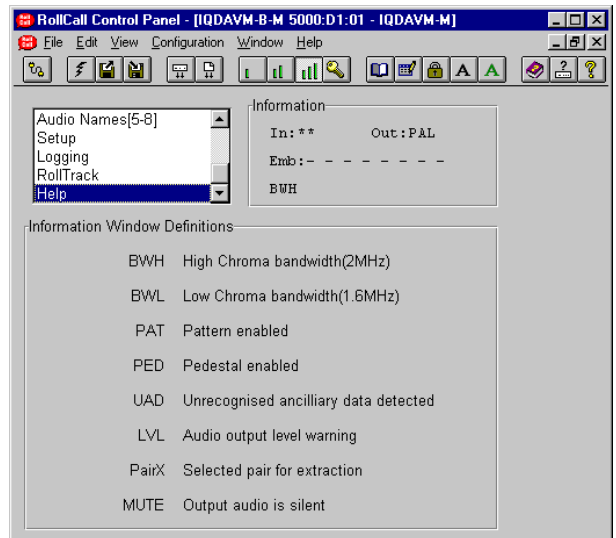 RollCall Control Panel - [IQDAVM-B-M 5000:D1:01 - IQDAVM-M]
File Edit View Configuration Window Help
A A
Audio Names[5-8]
Setup
Logging
RollTrack
Help
Information
In:** Out:PAL
Emb:- - - - - - - -
BWH
Information Window Definitions
BWH High Chroma bandwidth(2MHz)
BWL Low Chroma bandwidth(1.6MHz)
PAT Pattern enabled
PED Pedestal enabled
UAD Unrecognised ancilliary data detected
LVL Audio output level warning
PairX Selected pair for extraction
MUTE Output audio is silent